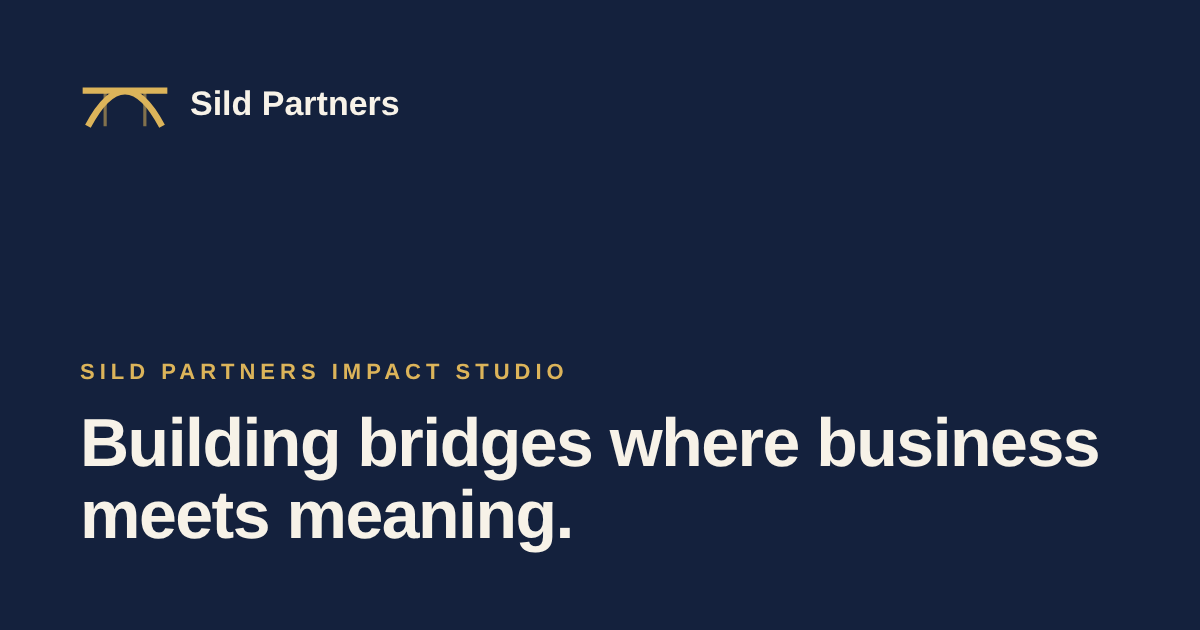 Sild Partners
SILD PARTNERS IMPACT STUDIO
Building bridges where business
meets meaning.